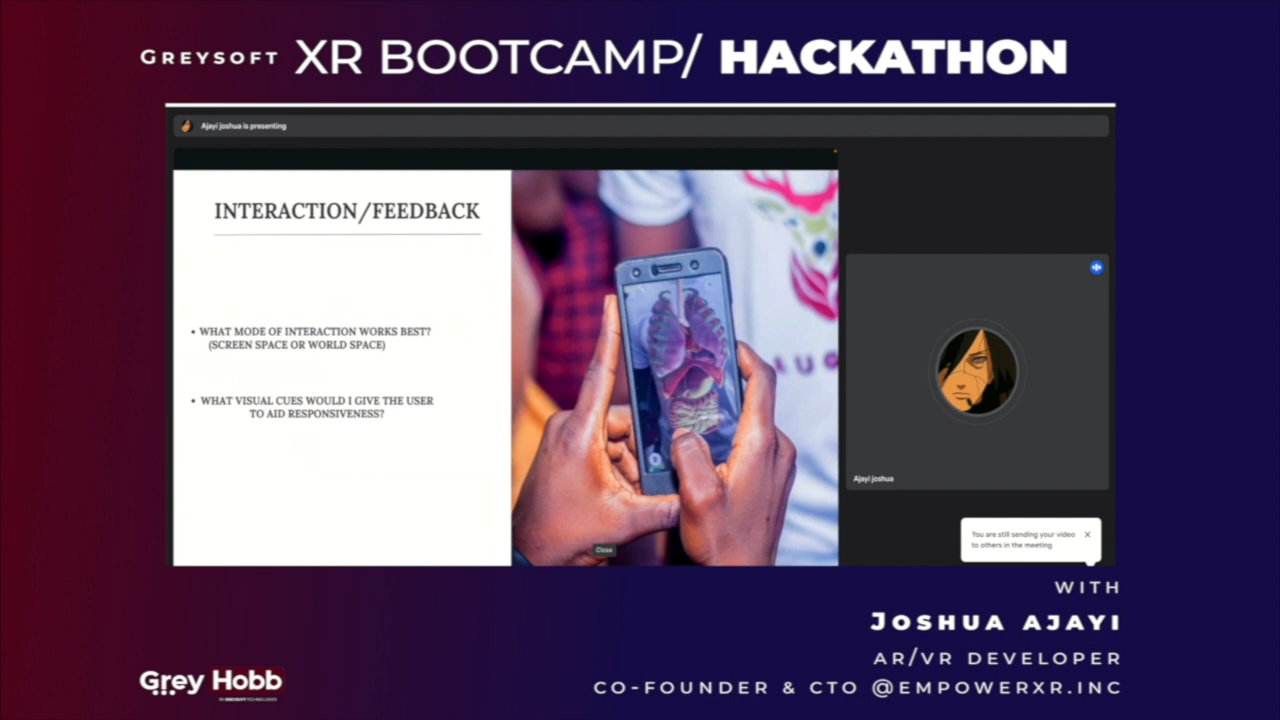 GREYSOFT XR BOOTCAMP/ HACKATHON
Ajayi joshua is presenting
INTERACTION/FEEDBACK
• WHAT MODE OF INTERACTION WORKS BEST?
(SCREEN SPACE OR WORLD SPACE)
• WHAT VISUAL CUES WOULD I GIVE THE USER
TO AID RESPONSIVENESS?
Close
Ajayi joshua
You are still sending your video
to others in the meeting
WITH
JOSHUA AJAYI
AR/VR DEVELOPER
CO-FOUNDER & CTO @EMPOWERXR.INC
Grey Hobb
BY GREYSOFT TECHNOLOGIES